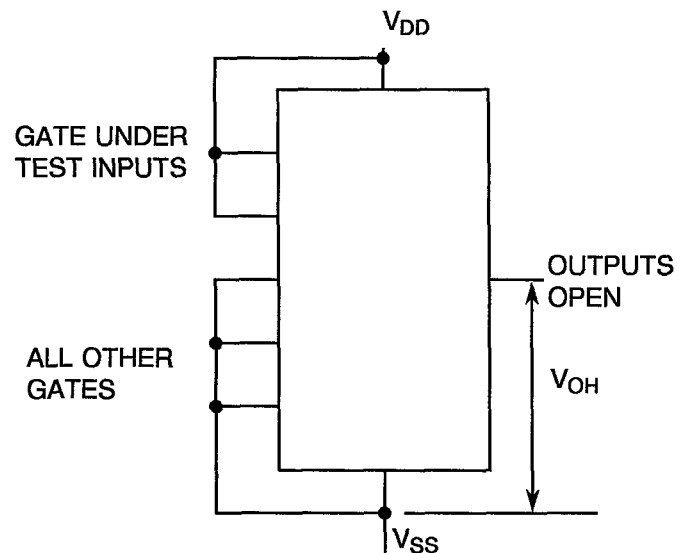 VDD
GATE UNDER
TEST INPUTS
OUTPUTS
OPEN
ALL OTHER
GATES
VOH
VSS